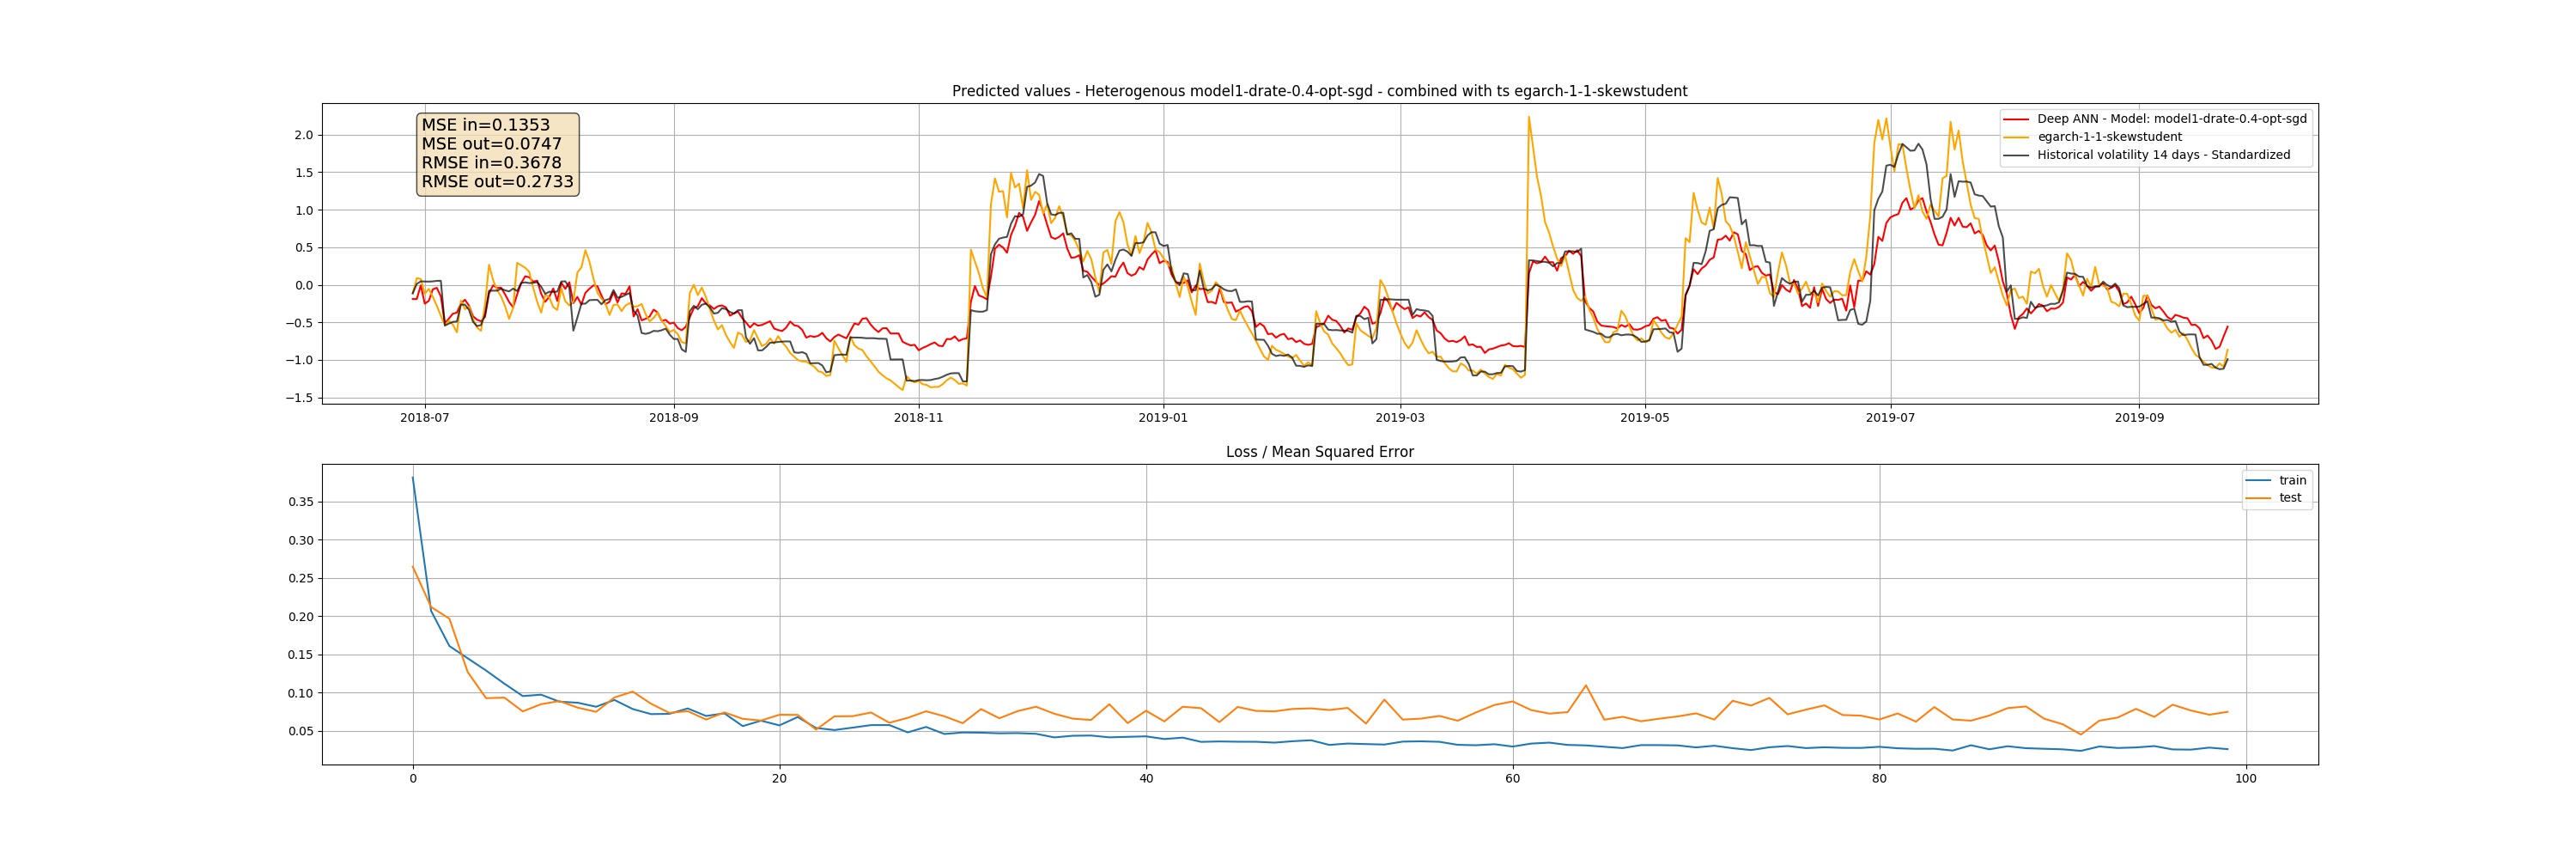 Predicted values - Heterogenous model1-drate-0.4-opt-sgd - combined with ts egarch-1-1-skewstudent
MSE in=0.1353
MSE out=0.0747
RMSE in=0.3678
RMSE out=0.2733
Deep ANN - Model: model1-drate-0.4-opt-sgd
egarch-1-1-skewstudent
Historical volatility 14 days - Standardized
2.0
1.5
1.0
0.5
0.0
−0.5
−1.0
−1.5
2018-07 2018-09 2018-11 2019-01 2019-03 2019-05 2019-07 2019-09
Loss / Mean Squared Error
train
test
0.35
0.30
0.25
0.20
0.15
0.10
0.05
0 20 40 60 80 100